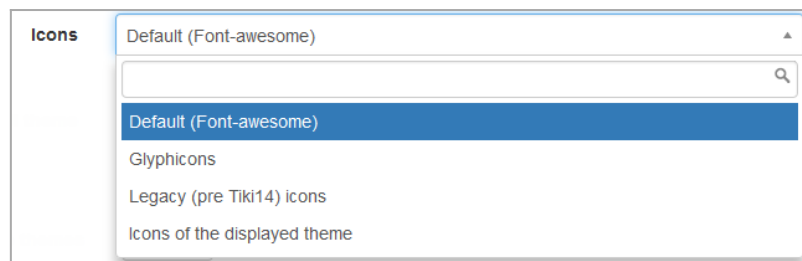 Icons
Default (Font-awesome)
Default (Font-awesome)
Glyphicons
Legacy (pre Tiki14) icons
Icons of the displayed theme